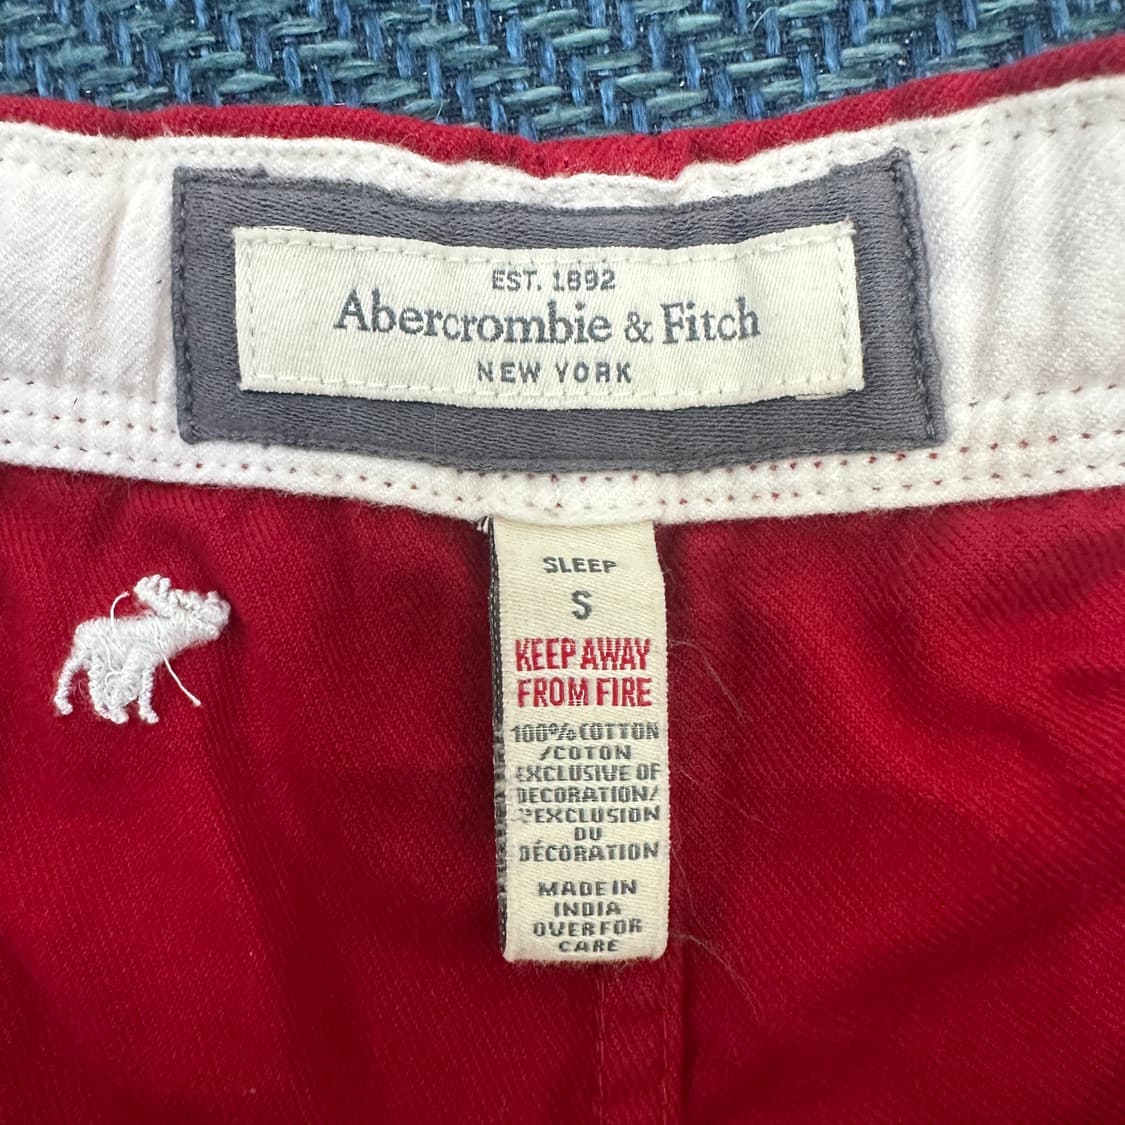 EST. 1892
Abercrombie & Fitch
NEW YORK
SLEEP
S
KEEP AWAY
FROM FIRE
100% COTTON
/COTON
EXCLUSIVE OF
DECORATION/
EXCLUSION
DU
DÉCORATION
MADE IN
INDIA
OVER FOR
CARE